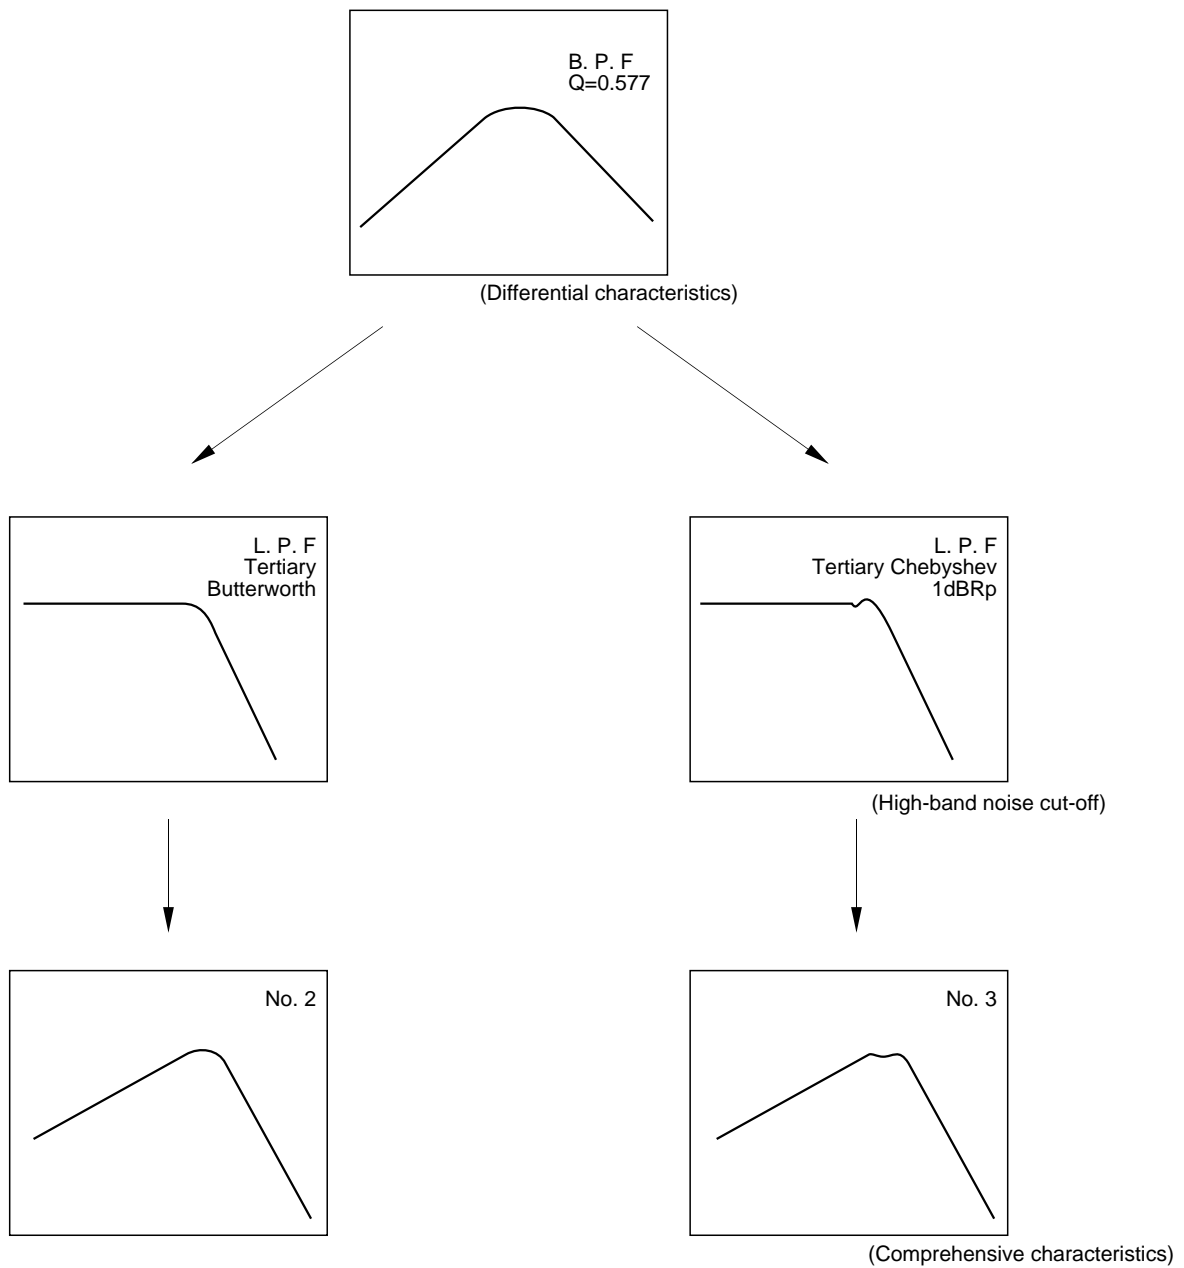 B. P. F
Q=0.577
(Differential characteristics)
L. P. F
Tertiary
Butterworth
L. P. F
Tertiary Chebyshev
1dBRp
(High-band noise cut-off)
No. 2
No. 3
(Comprehensive characteristics)